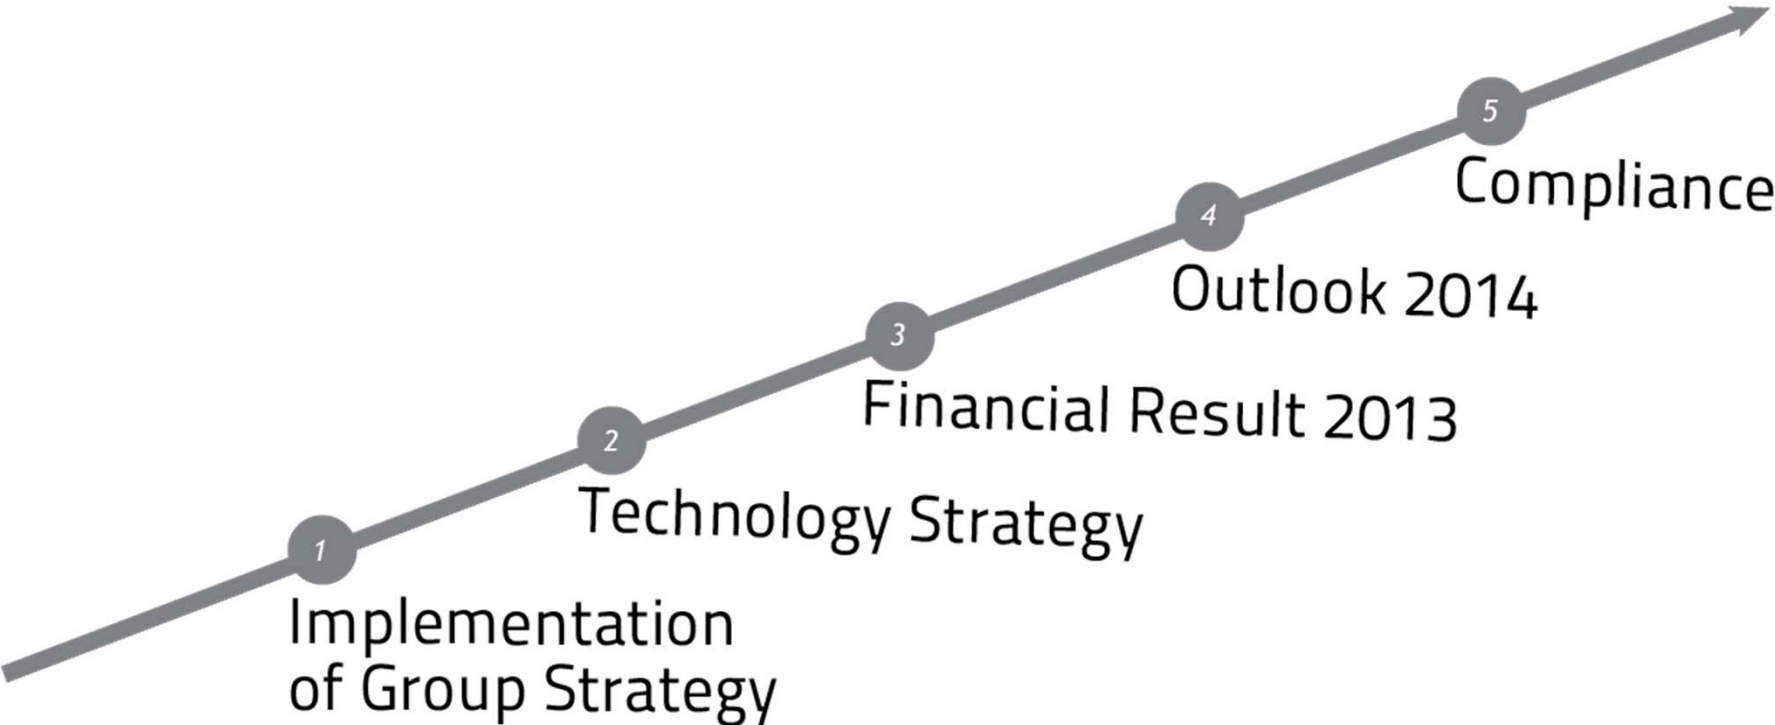 1
Implementation
of Group Strategy
2
Technology Strategy
3
Financial Result 2013
4
Outlook 2014
5
Compliance